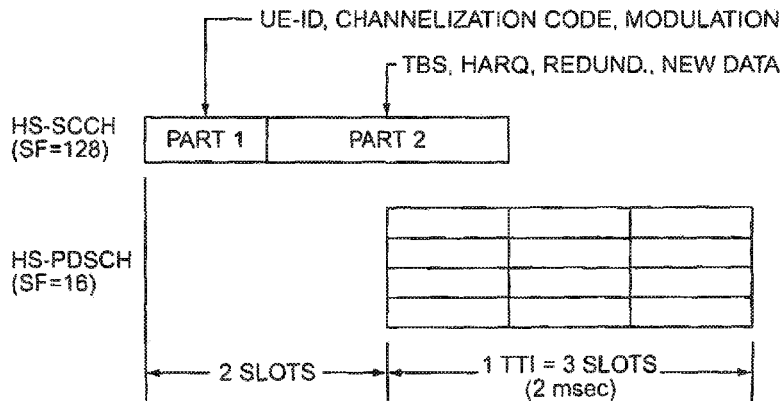 UE-ID, CHANNELIZATION CODE, MODULATION
TBS, HARQ, REDUND., NEW DATA
HS-SCCH
(SF=128)
PART 1
PART 2
HS-PDSCH
(SF=16)
2 SLOTS
1 TTI = 3 SLOTS
(2 msec)